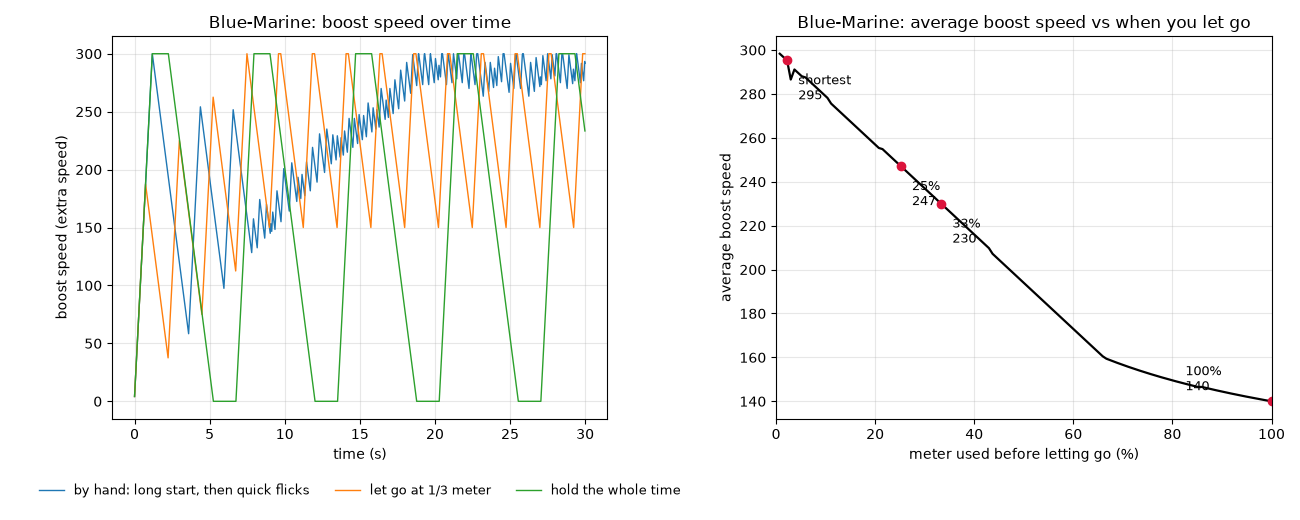 Blue-Marine: boost speed over time
boost speed (extra speed)
300
250
200
150
100
50
0
0 5 10 15 20 25 30
time (s)
by hand: long start, then quick flicks let go at 1/3 meter hold the whole time
Blue-Marine: average boost speed vs when you let go
average boost speed
300
280
260
240
220
200
180
160
140
shortest
295
25%
247
33%
230
100%
140
0 20 40 60 80 100
meter used before letting go (%)